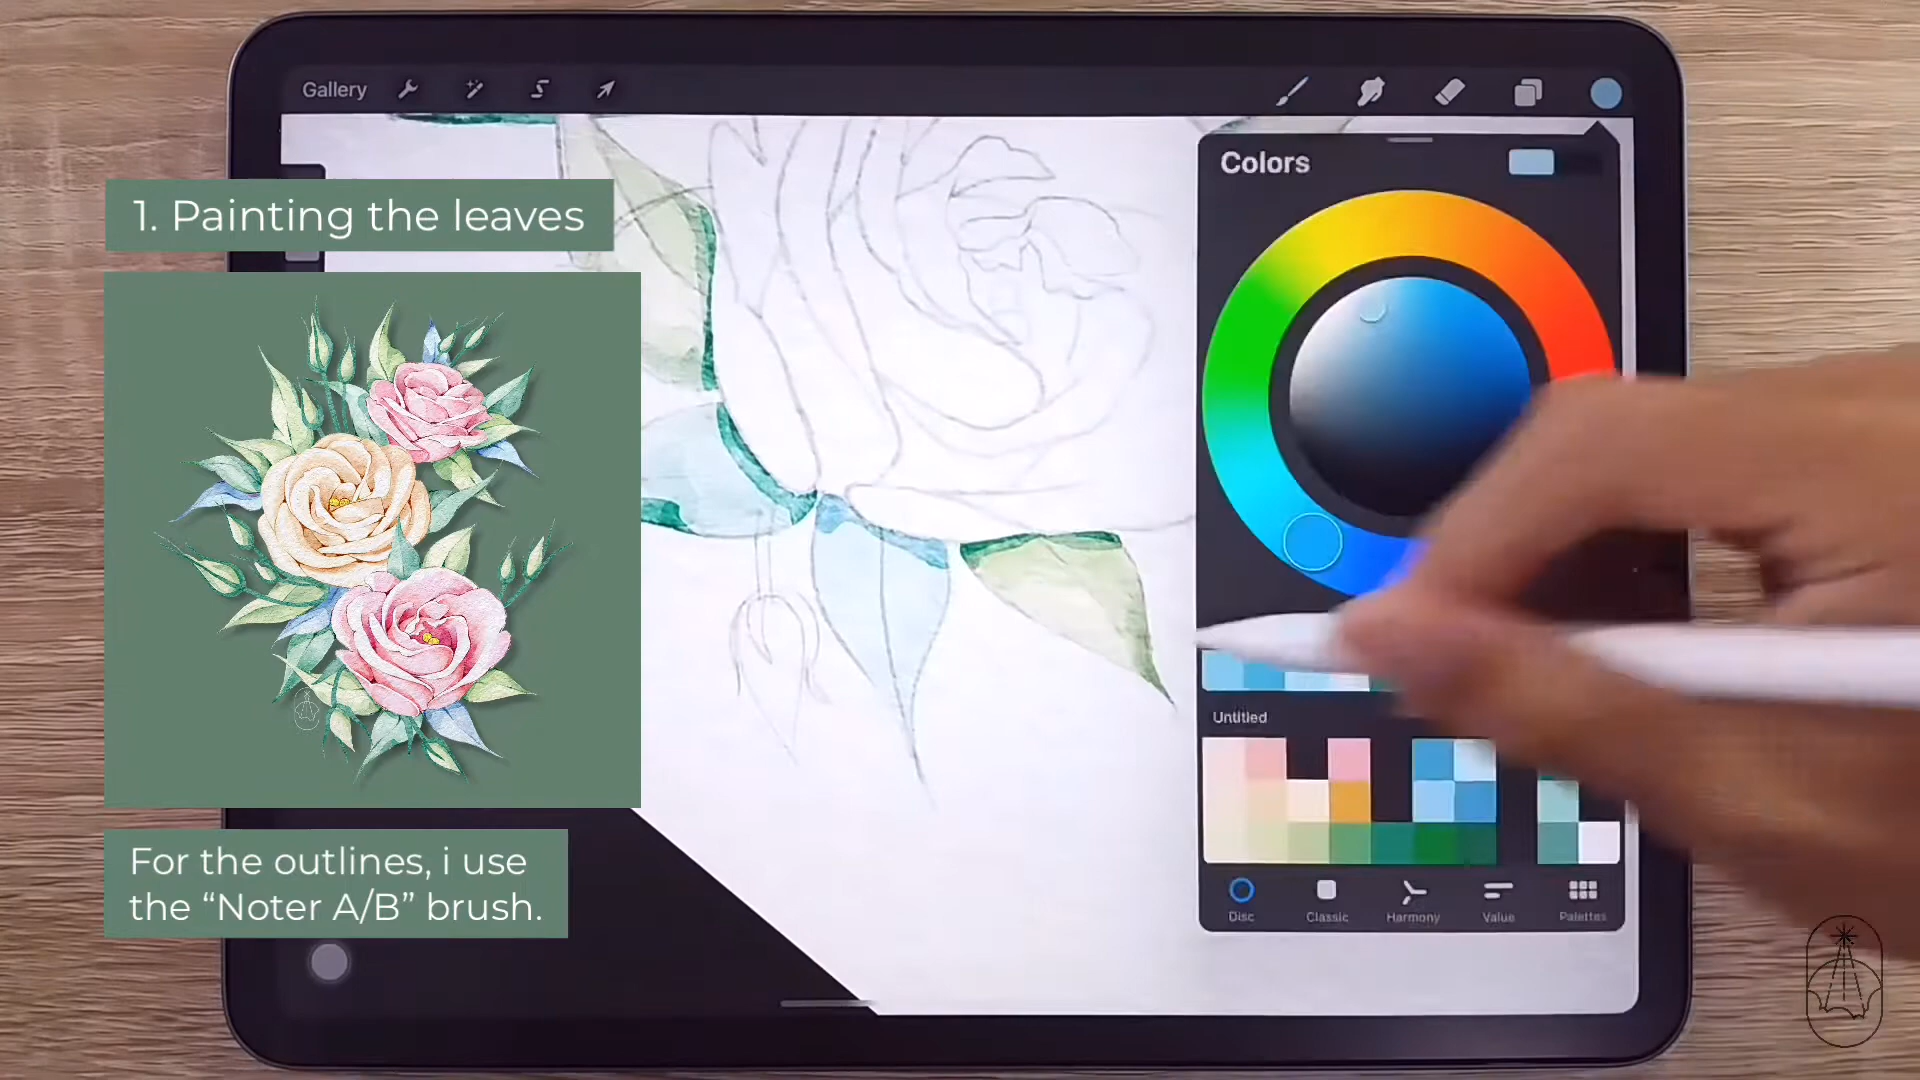 Gallery
Colors
1. Painting the leaves
Untitled
For the outlines, i use
the “Noter A/B” brush.
Disc
Classic
Harmony
Value
Palettes